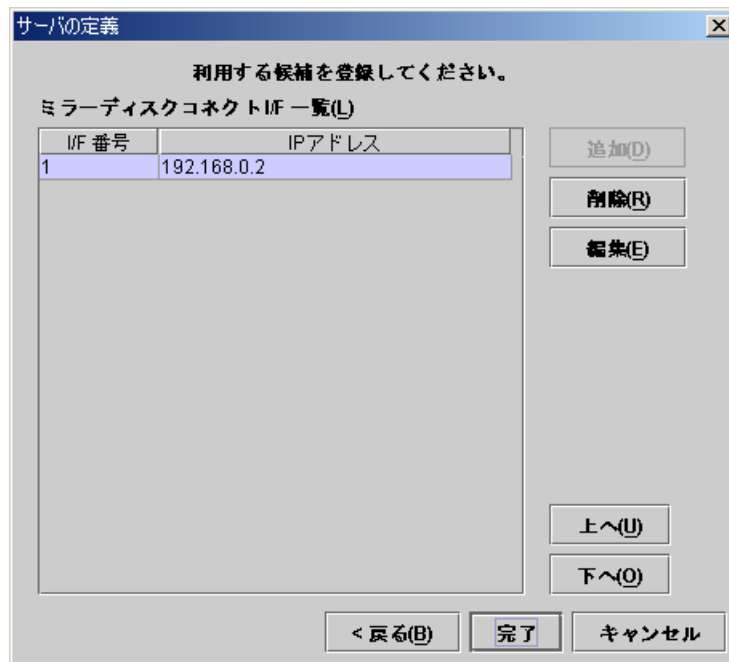 サーバの定義
利用する候補を登録してください。
ミラーディスクコネクトI/F 一覧(L)
I/F 番号 IPアドレス
1 192.168.0.2
追加(D)
削除(R)
編集(E)
上へ(U)
下へ(O)
< 戻る(B) 完了 キャンセル